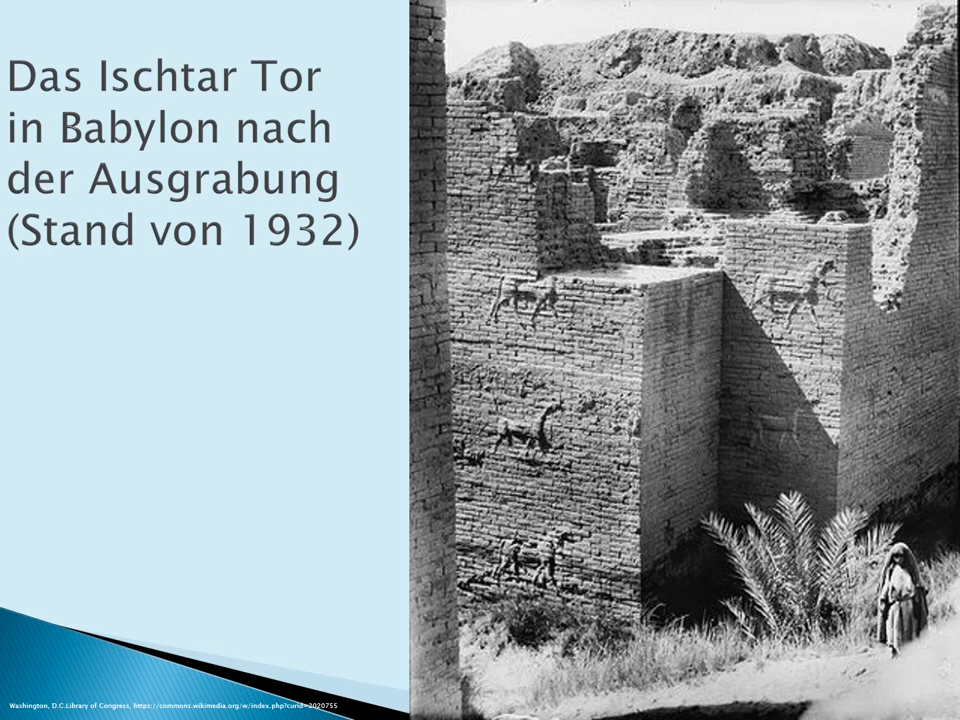 Das Ischtar Tor
in Babylon nach
der Ausgrabung
(Stand von 1932)
Washington, D.C.Library of Congress, https://commons.wikimedia.org/w/index.php?curid=2020755